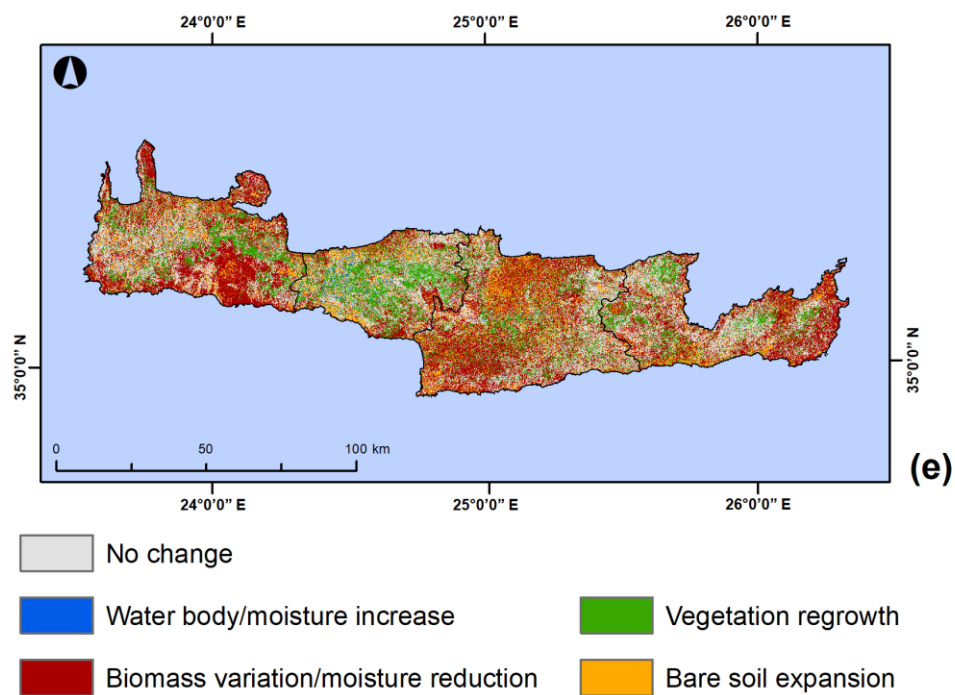 24°0'0" E 25°0'0" E 26°0'0" E
35°0'0" N 35°0'0" N
0 50 100 km
(e)
24°0'0" E 25°0'0" E 26°0'0" E
No change
Water body/moisture increase Vegetation regrowth
Biomass variation/moisture reduction Bare soil expansion